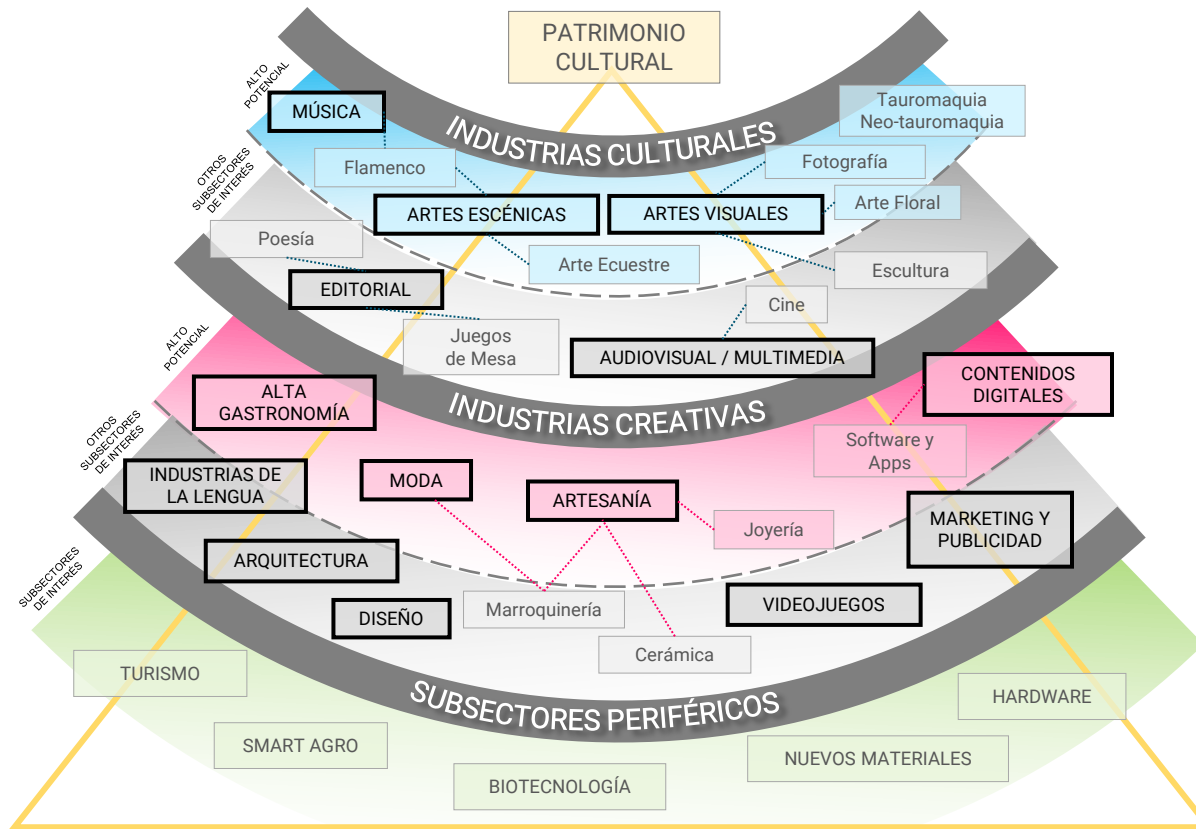 PATRIMONIO
CULTURAL
ALTO
POTENCIAL
MÚSICA
INDUSTRIAS CULTURALES
Tauromaquia
Neo-tauromaquia
OTROS
SUBSECTORES
DE INTERÉS
Flamenco
Fotografía
ARTES ESCÉNICAS
ARTES VISUALES
Arte Floral
Poesía
Arte Ecuestre
Escultura
EDITORIAL
Cine
Juegos
de Mesa
AUDIOVISUAL / MULTIMEDIA
ALTO
POTENCIAL
INDUSTRIAS CREATIVAS
ALTA
GASTRONOMÍA
CONTENIDOS
DIGITALES
OTROS
SUBSECTORES
DE INTERÉS
Software y
Apps
INDUSTRIAS DE
LA LENGUA
MODA
ARTESANÍA
Joyería
MARKETING Y
PUBLICIDAD
ARQUITECTURA
DISEÑO
Marroquinería
VIDEOJUEGOS
Cerámica
SUBSECTORES
DE INTERÉS
SUBSECTORES PERIFÉRICOS
TURISMO
HARDWARE
SMART AGRO
NUEVOS MATERIALES
BIOTECNOLOGÍA